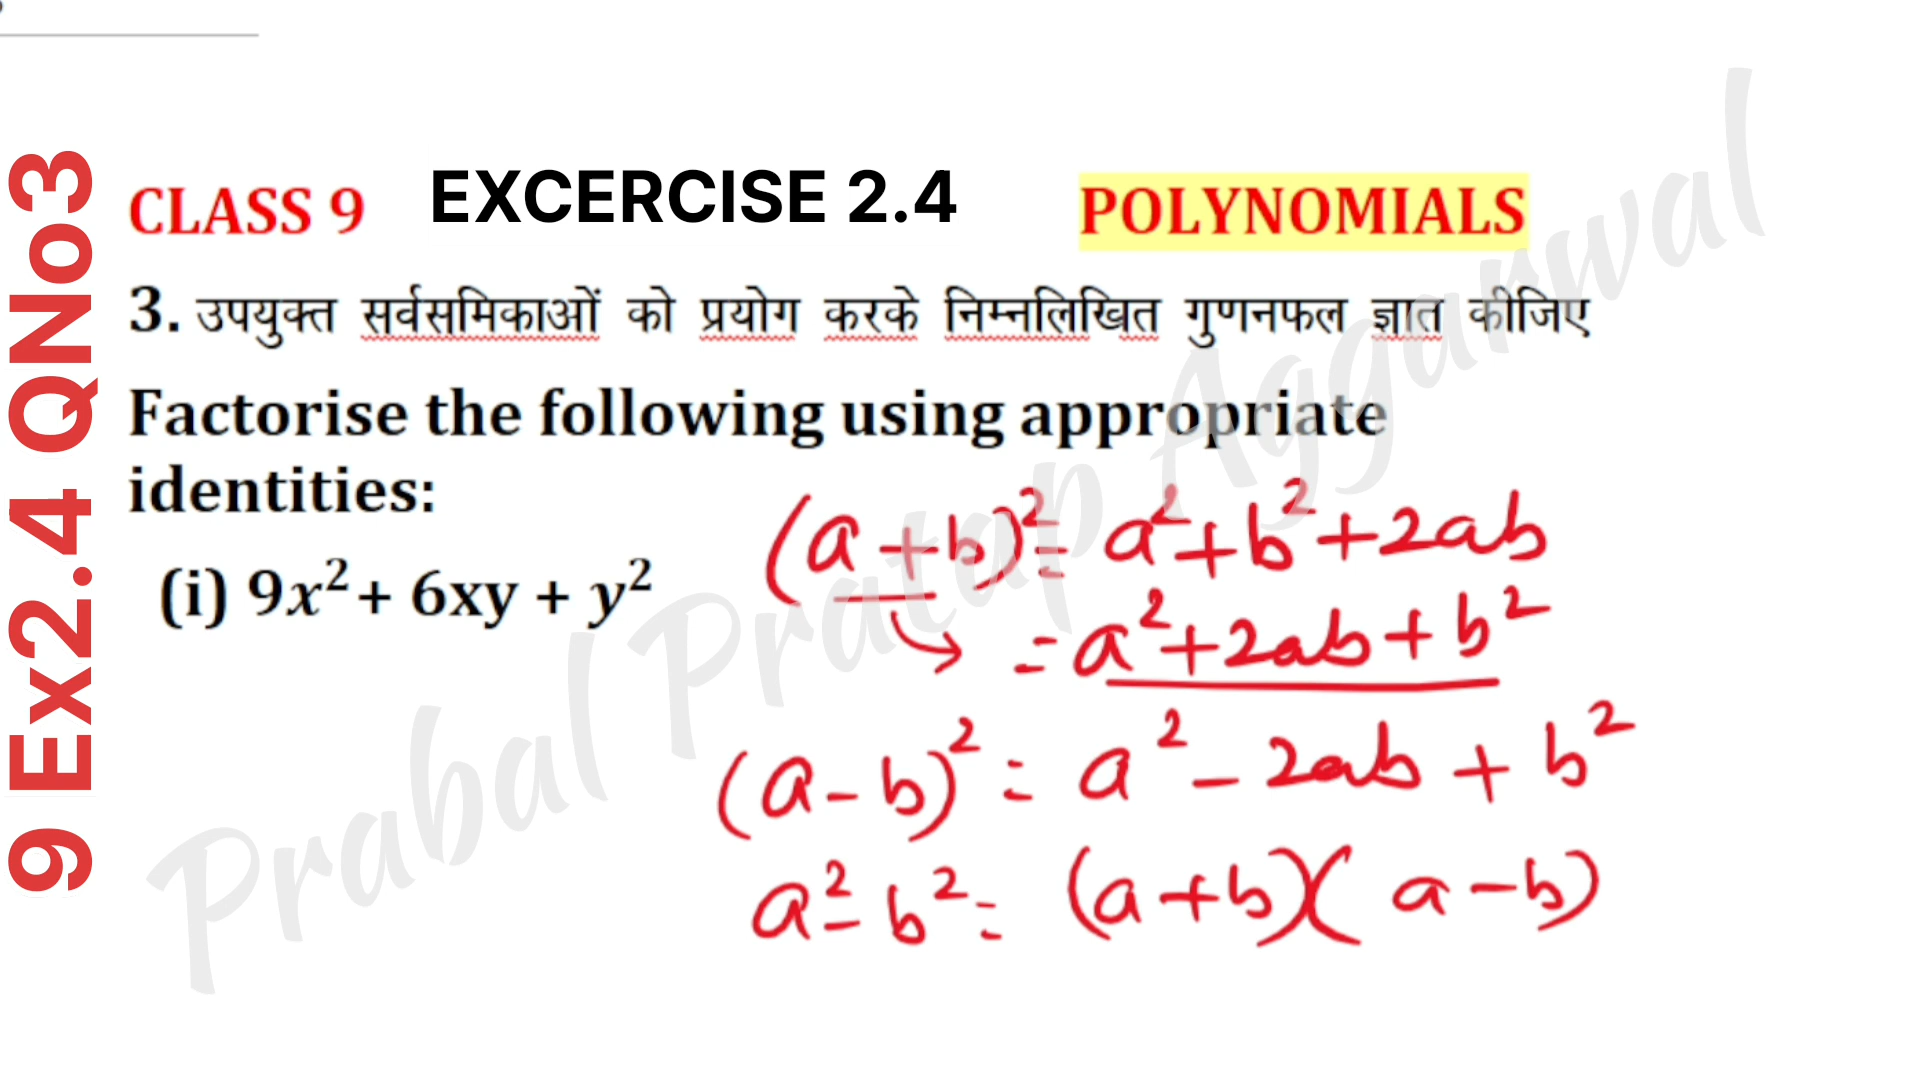 9 Ex2.4 QNo3
CLASS 9 EXCERCISE 2.4 POLYNOMIALS
3. उपयुक्त सर्वसमिकाओं को प्रयोग करके निम्नलिखित गुणनफल ज्ञात कीजिए
Factorise the following using appropriate
identities:
(i) 9x²+ 6xy + y²
(a+b)²= a²+b²+2ab
= a²+2ab+b²
(a-b)² = a²-2ab+b²
a²-b²= (a+b)(a-b)
Prabal Pratap Aggarwal